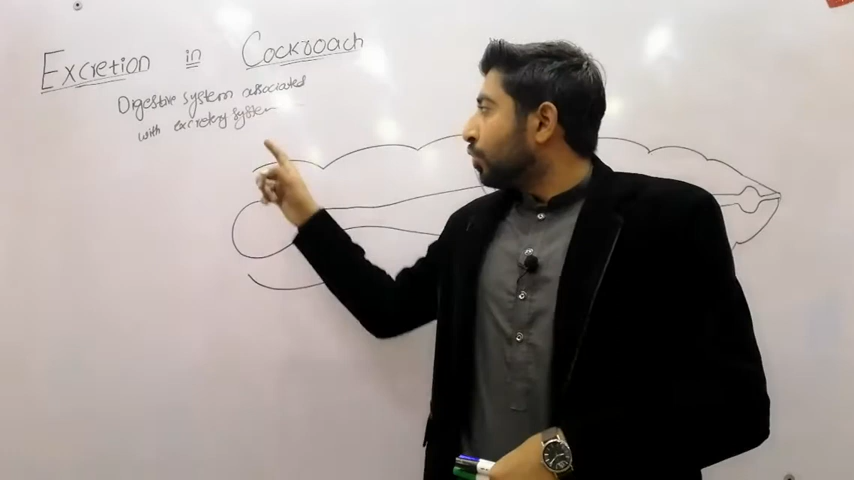 Excretion in Cockroach
Digestive system associated
with excretory system